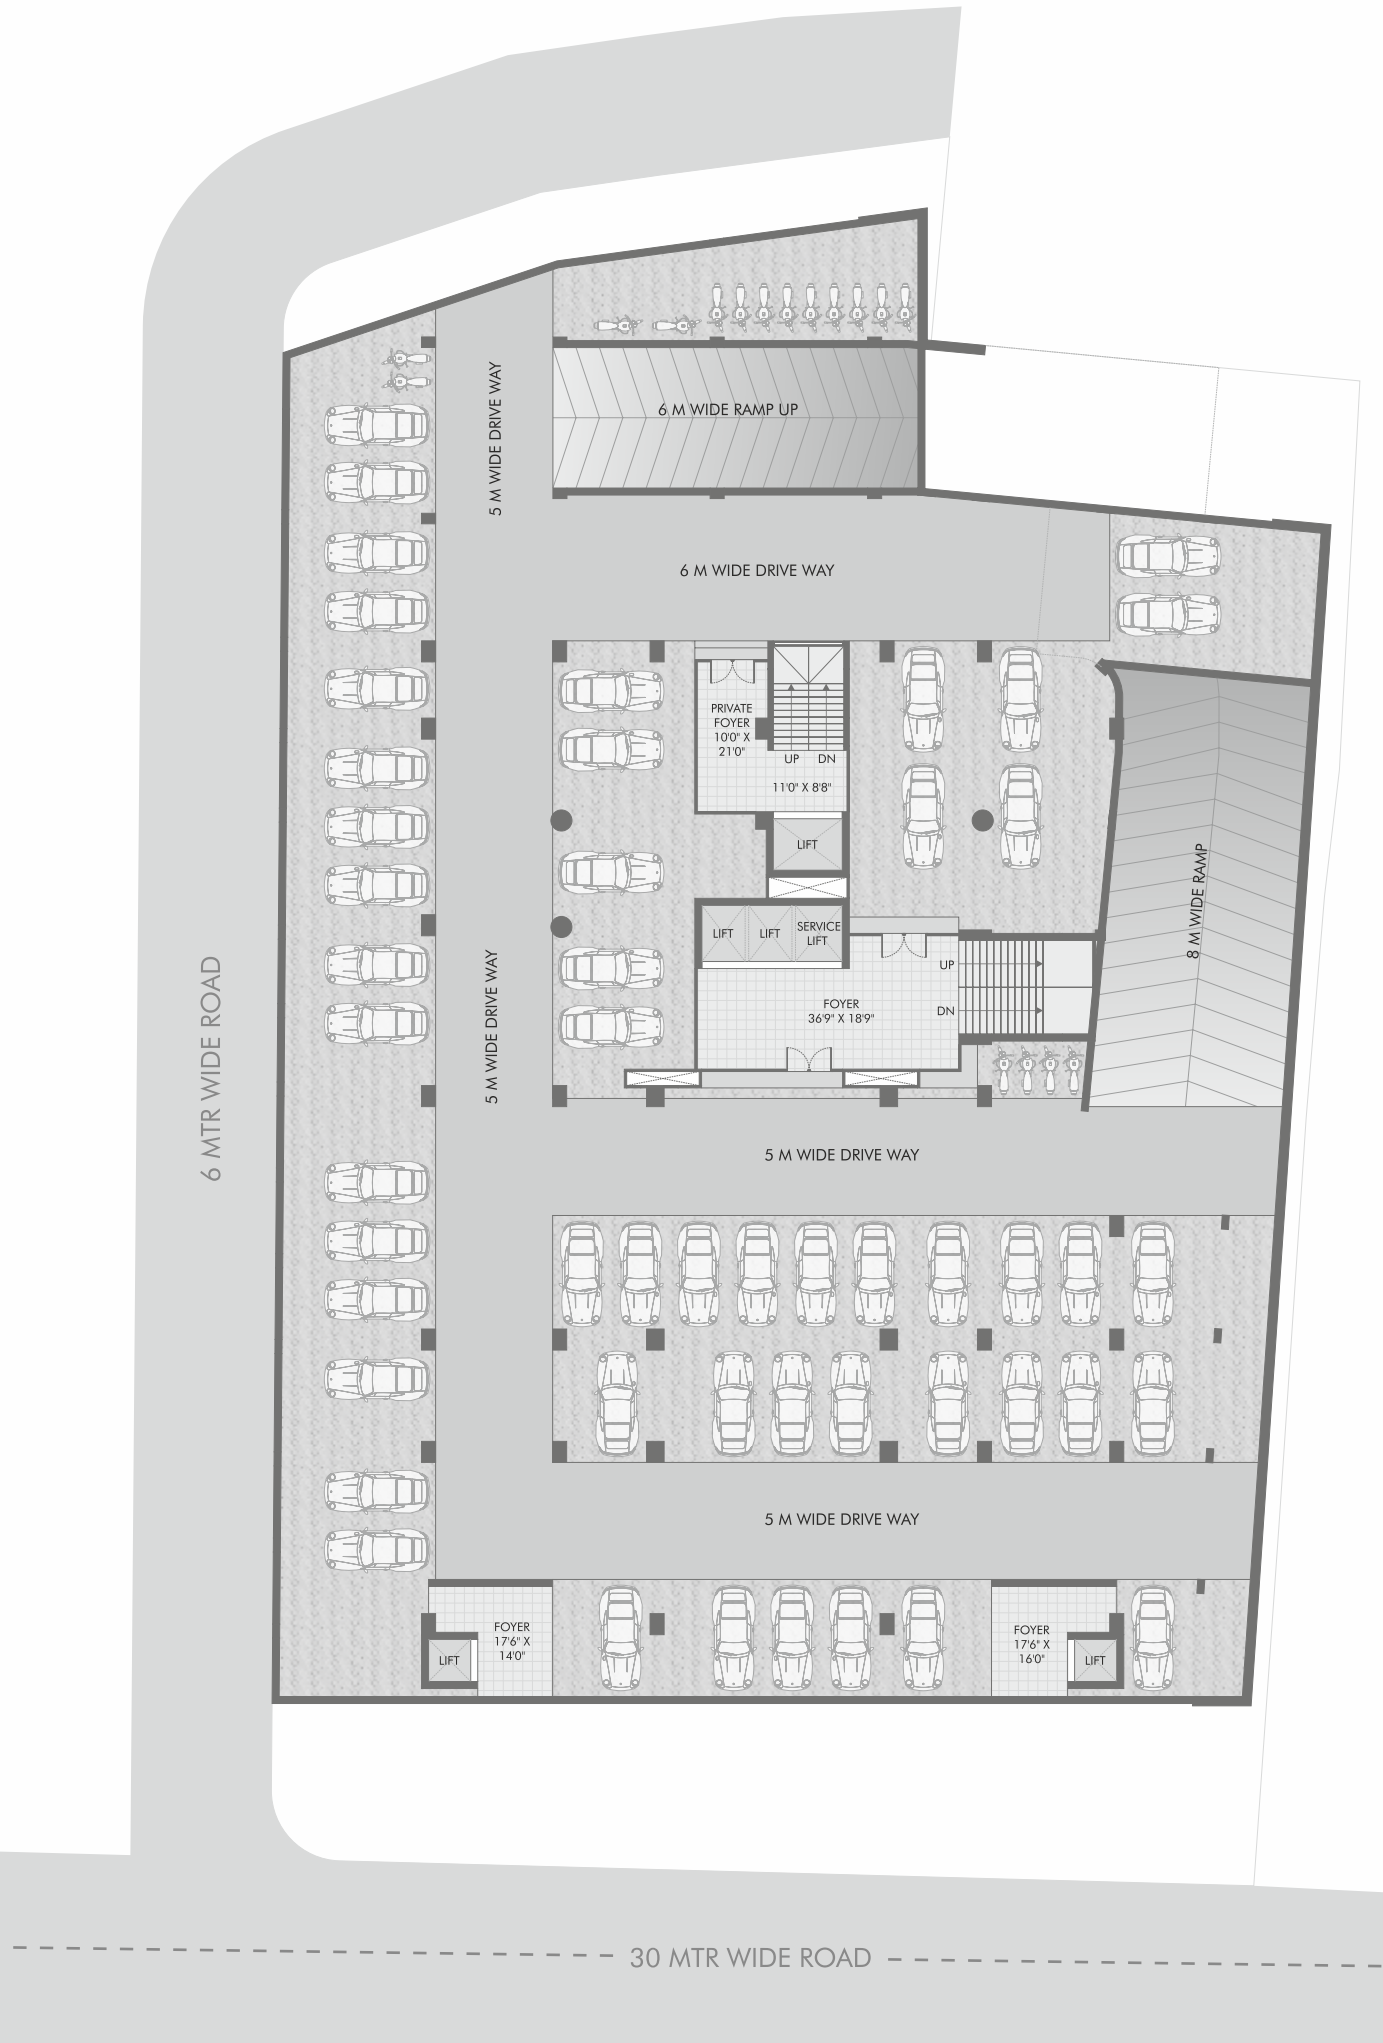 6 M WIDE RAMP UP
5 M WIDE DRIVE WAY
6 M WIDE DRIVE WAY
PRIVATE
FOYER
10'0" X
21'0"
UP DN
11'0" X 8'8"
LIFT
8 M WIDE RAMP
LIFT
LIFT
SERVICE
LIFT
UP
FOYER
36'9" X 18'9"
DN
5 M WIDE DRIVE WAY
6 MTR WIDE ROAD
5 M WIDE DRIVE WAY
5 M WIDE DRIVE WAY
FOYER
17'6" X
14'0"
LIFT
FOYER
17'6" X
16'0"
LIFT
30 MTR WIDE ROAD